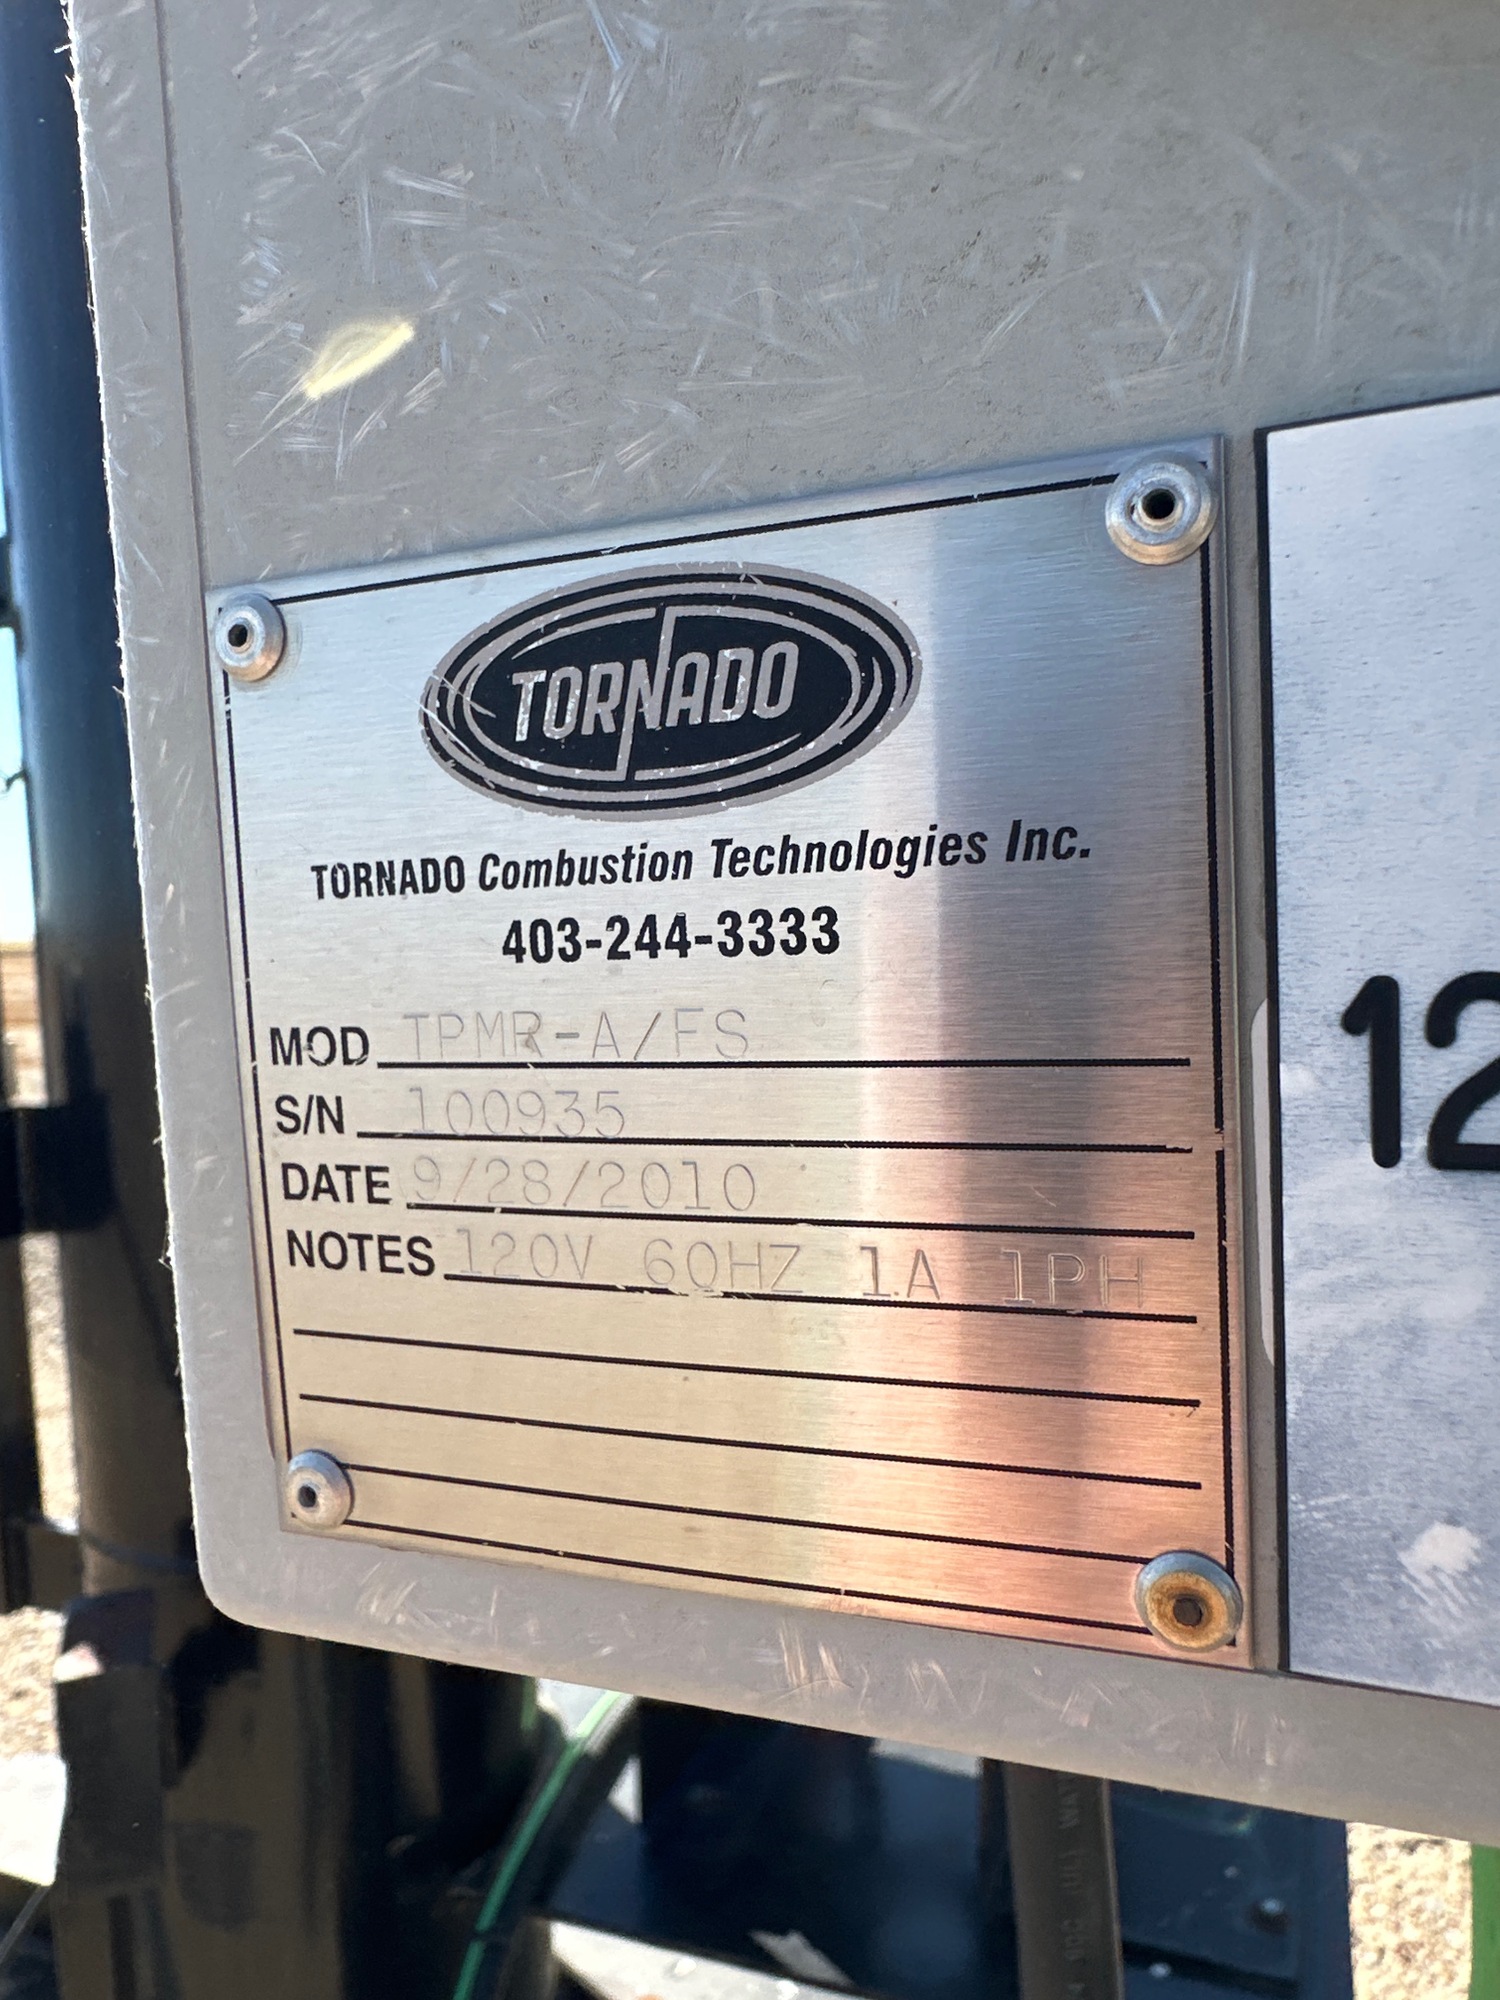 TORNADO
TORNADO Combustion Technologies Inc.
403-244-3333
MOD TPMR-A/FS
S/N 100935
DATE 9/28/2010
NOTES 120V 60HZ 1A 1PH
12